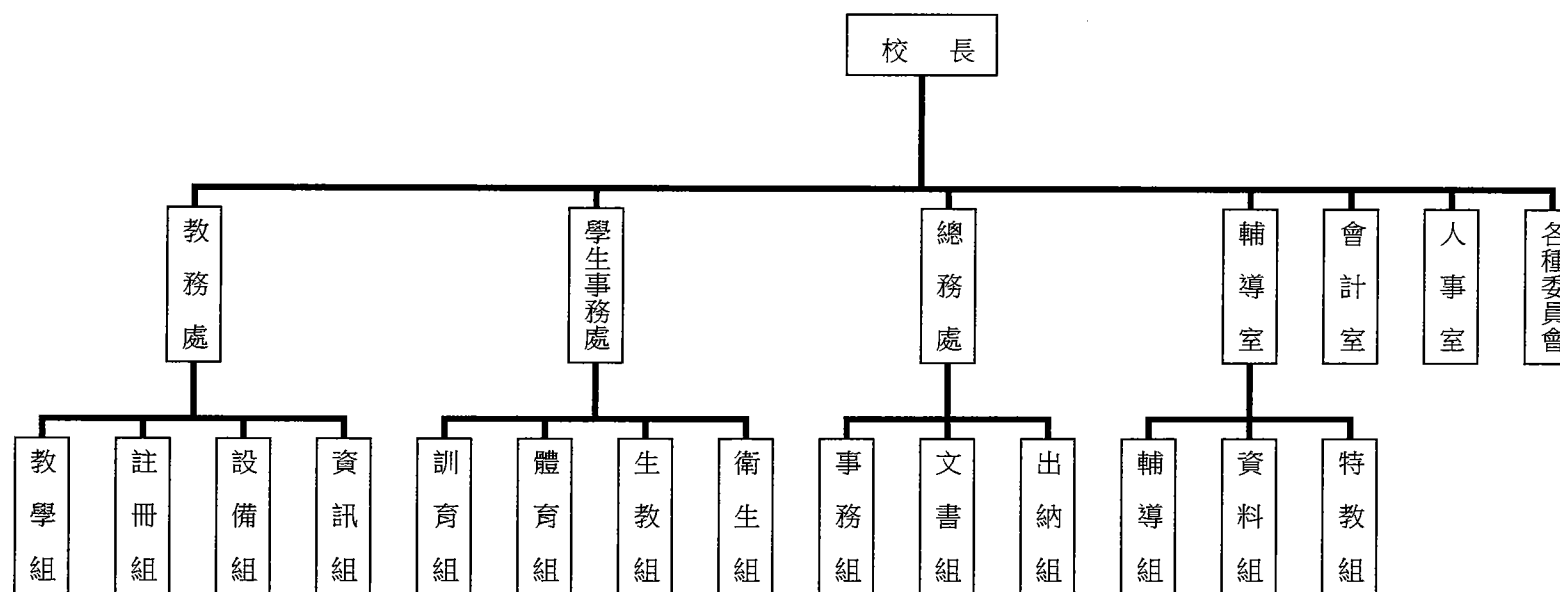 校長
教務處
學生事務處
總務處
輔導室
會計室
人事室
各種委員會
教學組
註冊組
設備組
資訊組
訓育組
體育組
生教組
衛生組
事務組
文書組
出納組
輔導組
資料組
特教組